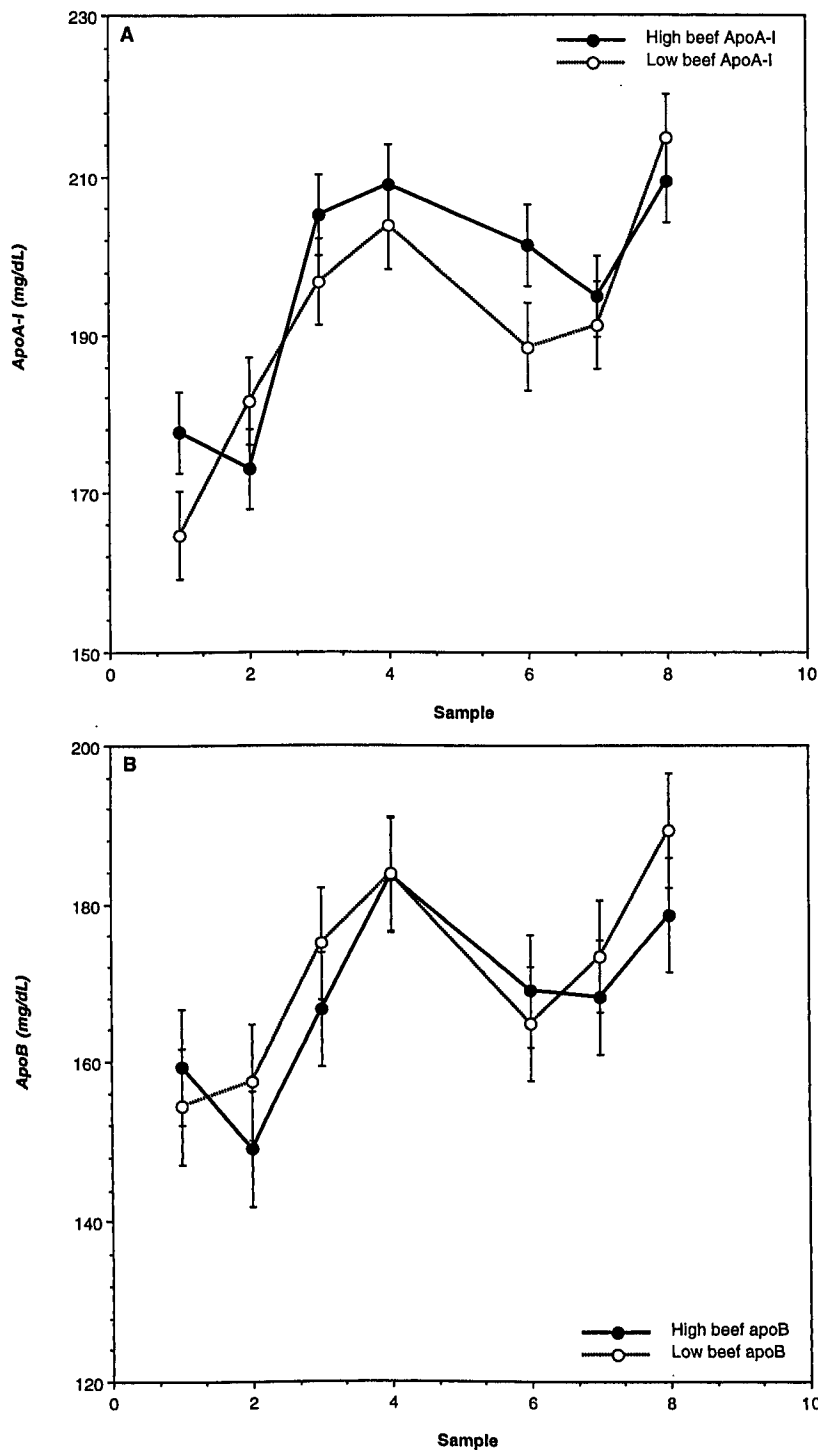 230
A
High beef ApoA-I
Low beef ApoA-I
210
190
170
150
ApoA-I (mg/dL)
0 2 4 6 8 10
Sample
200
B
180
160
140
120
ApoB (mg/dL)
High beef apoB
Low beef apoB
0 2 4 6 8 10
Sample